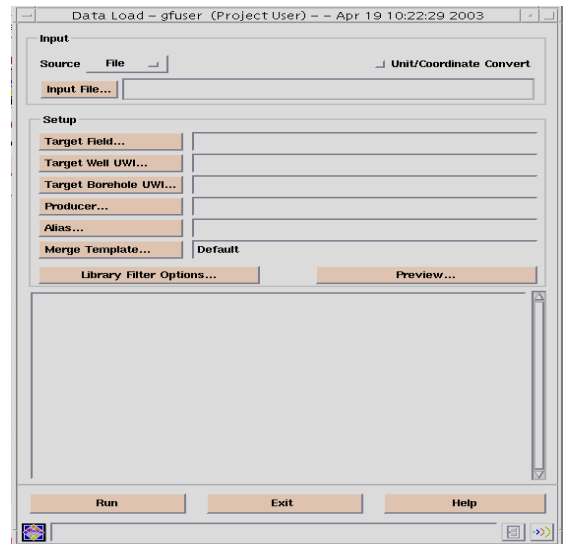 Data Load – gfuser (Project User) – – Apr 19 10:22:29 2003
Input
Source File Unit/Coordinate Convert
Input File...
Setup
Target Field...
Target Well UWI...
Target Borehole UWI...
Producer...
Alias...
Merge Template... Default
Library Filter Options... Preview...
Run Exit Help